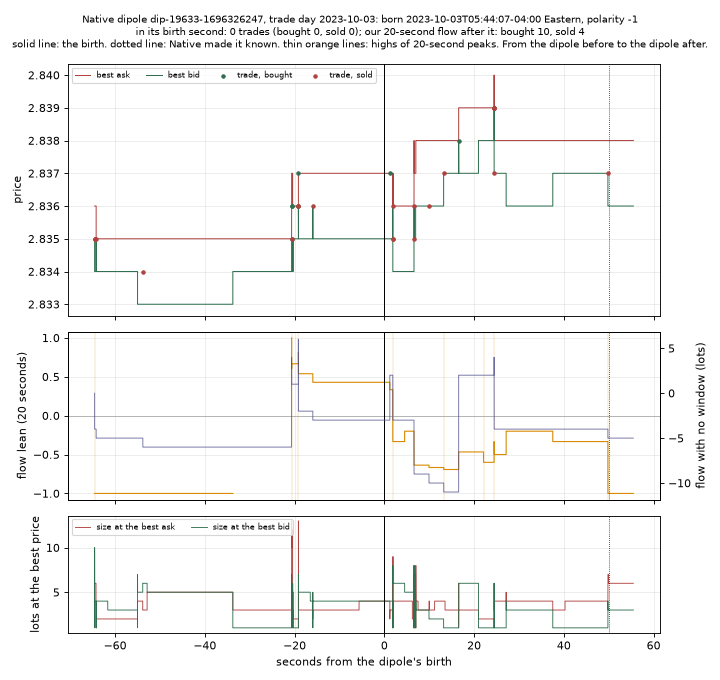 Native dipole dip-19633-1696326247, trade day 2023-10-03: born 2023-10-03T05:44:07-04:00 Eastern, polarity -1
in its birth second: 0 trades (bought 0, sold 0); our 20-second flow after it: bought 10, sold 4
solid line: the birth. dotted line: Native made it known. thin orange lines: highs of 20-second peaks. From the dipole before to the dipole after.
best ask
best bid
trade, bought
trade, sold
2.840
2.839
2.838
2.837
2.836
2.835
2.834
2.833
price
1.0
0.5
0.0
−0.5
−1.0
flow lean (20 seconds)
5
0
−5
−10
flow with no window (lots)
size at the best ask
size at the best bid
10
5
lots at the best price
−60
−40
−20
0
20
40
60
seconds from the dipole's birth